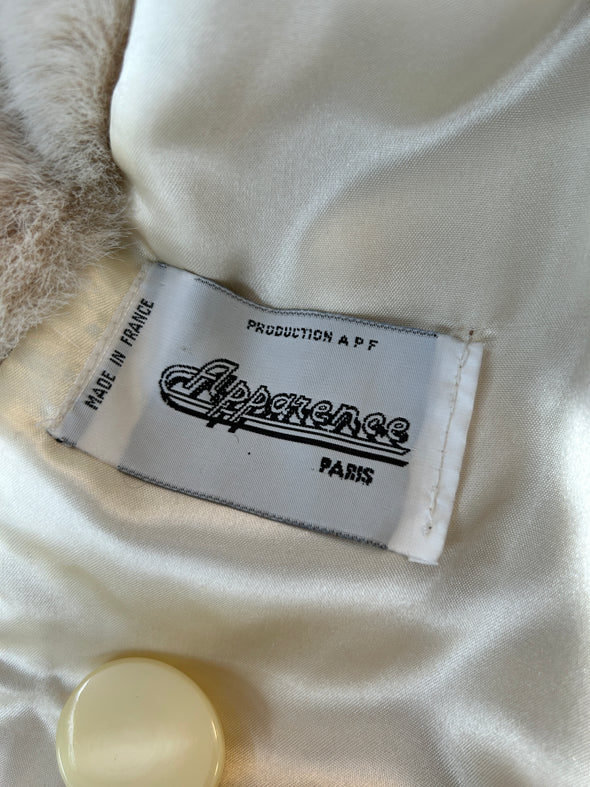 MADE IN FRANCE
PRODUCTION A P F
Apparence
PARIS